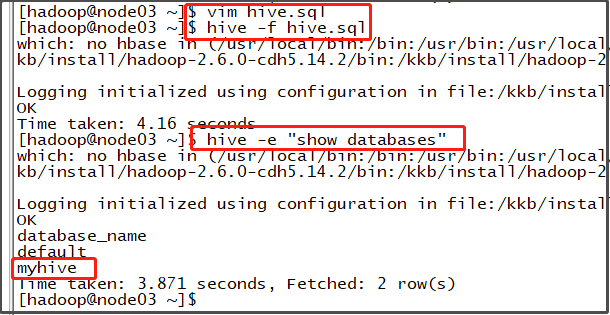 [hadoop@node03 ~]$ vim hive.sql
[hadoop@node03 ~]$ hive -f hive.sql
which: no hbase in (/usr/local/bin:/bin:/usr/bin:/usr/local,
kb/install/hadoop-2.6.0-cdh5.14.2/bin:/kkb/install/hadoop-2
Logging initialized using configuration in file:/kkb/instal
OK
Time taken: 4.16 seconds
[hadoop@node03 ~]$ hive -e "show databases"
which: no hbase in (/usr/local/bin:/bin:/usr/bin:/usr/local,
kb/install/hadoop-2.6.0-cdh5.14.2/bin:/kkb/install/hadoop-2
Logging initialized using configuration in file:/kkb/instal
OK
database_name
default
myhive
Time taken: 3.871 seconds, Fetched: 2 row(s)
[hadoop@node03 ~]$